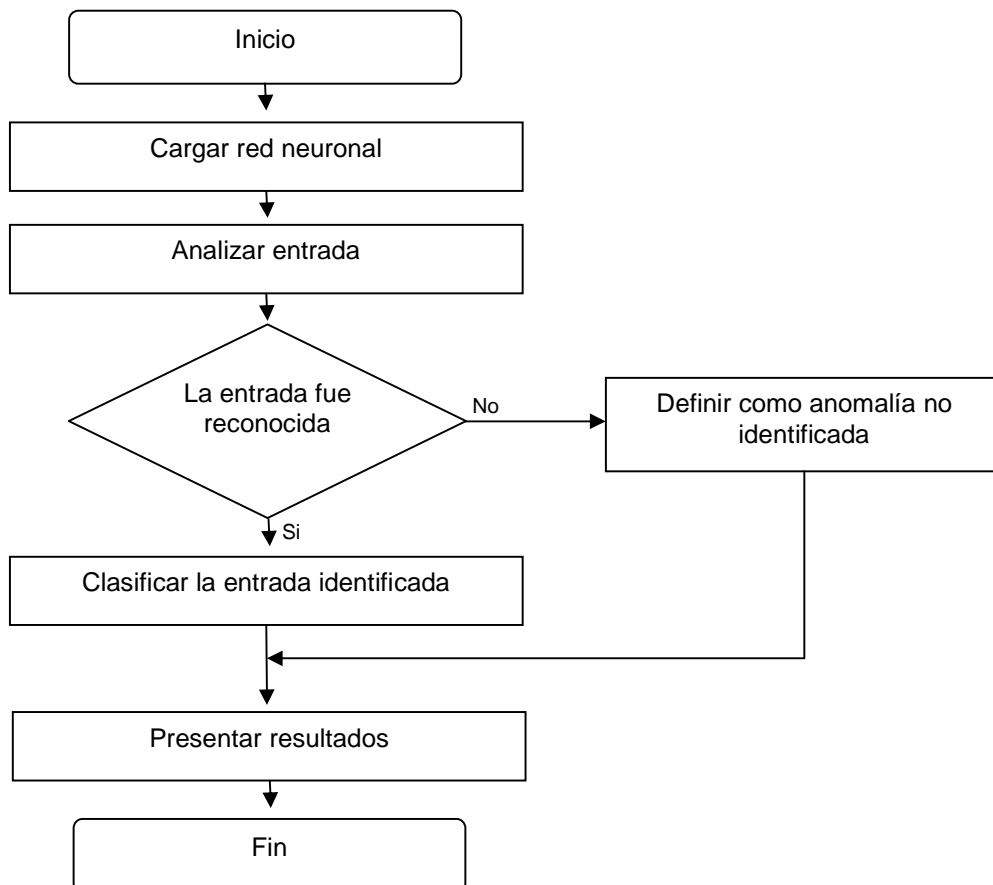 Inicio
Cargar red neuronal
Analizar entrada
La entrada fue
reconocida
No
Definir como anomalía no
identificada
Si
Clasificar la entrada identificada
Presentar resultados
Fin